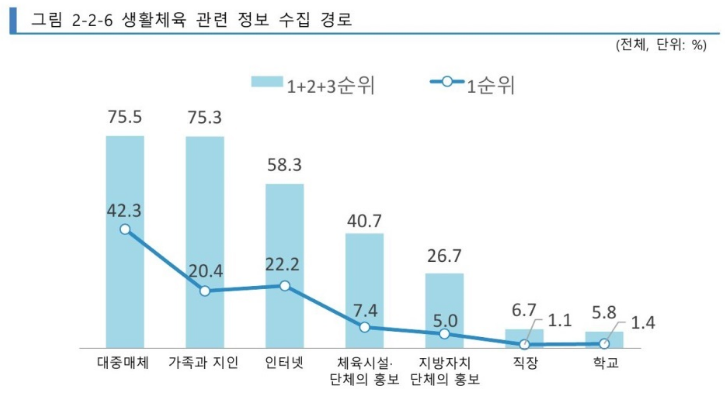 그림 2-2-6 생활체육 관련 정보 수집 경로
(전체, 단위: %)
1+2+3순위 1순위
75.5 75.3 58.3 40.7 26.7 6.7 5.8
42.3 20.4 22.2 7.4 5.0 1.1 1.4
대중매체 가족과 지인 인터넷 체육시설· 지방자치 직장 학교
단체의 홍보 단체의 홍보